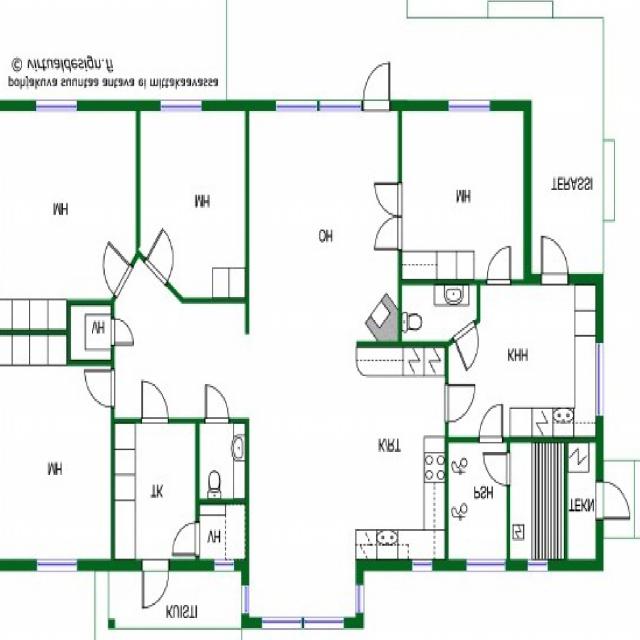 © virtualdesign.fi
pohjakuva suuntaa antava ei mittakaavassa
MH
MH
OH
MH
TERASSI
VH
KHH
MH
TK
KRT
PSH
TEKN
VH
KUISTI